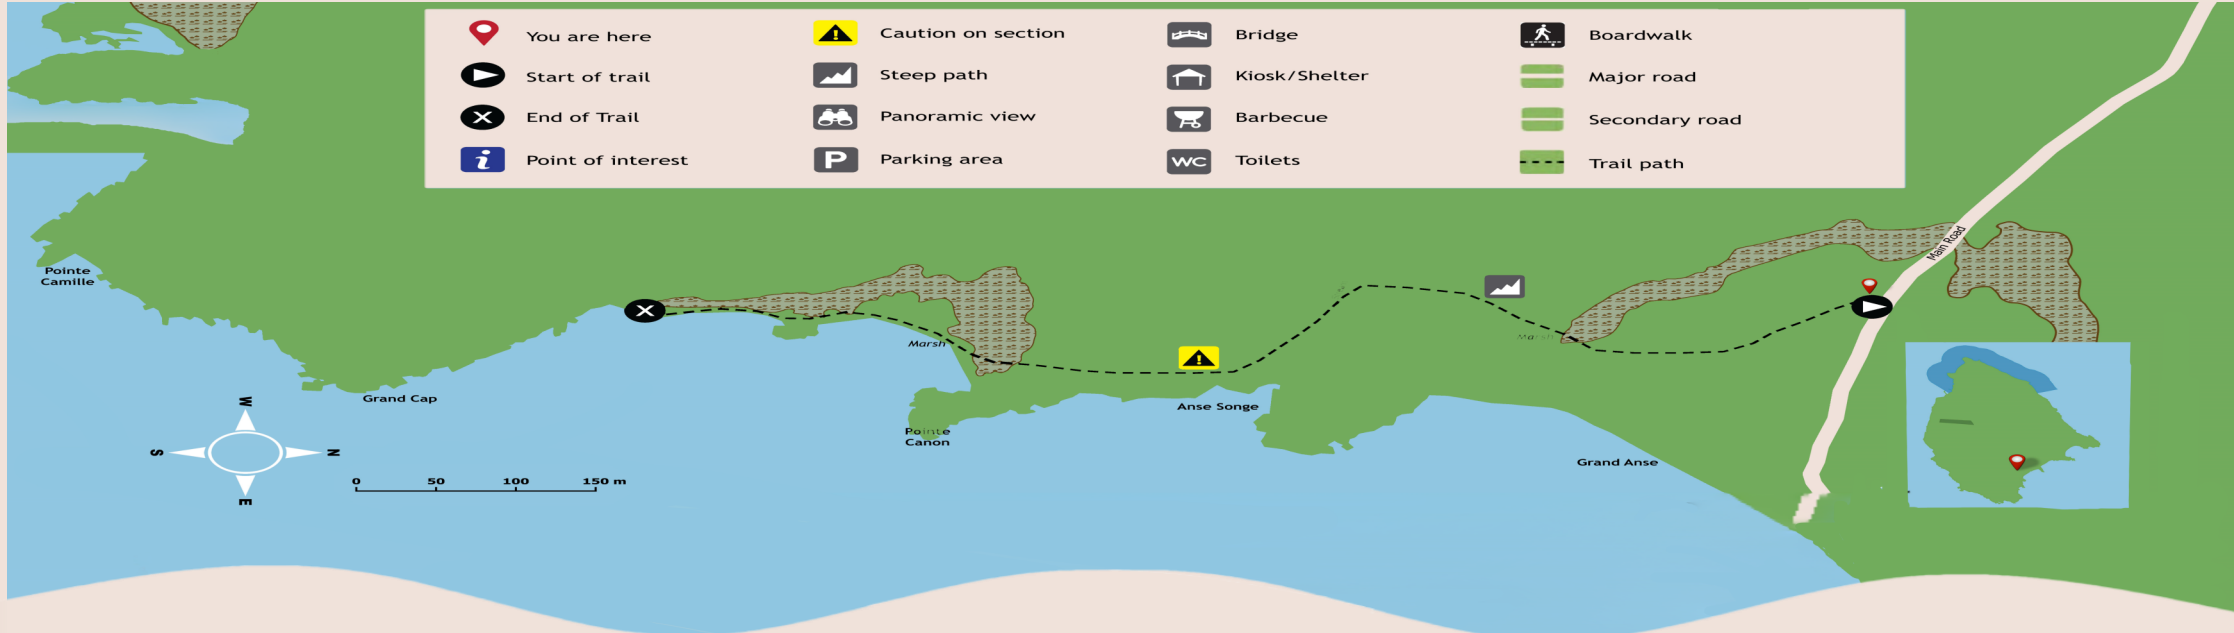 You are here
Start of trail
End of Trail
i
Point of interest
Caution on section
Steep path
Panoramic view
P
Parking area
Bridge
Kiosk/Shelter
Barbecue
WC
Toilets
Boardwalk
Major road
Secondary road
Trail path
Main Road
Pointe
Camille
Marsh
Marsh
Grand Cap
Anse Songe
Pointe
Canon
Grand Anse
W
S
N
E
0 50 100 150 m